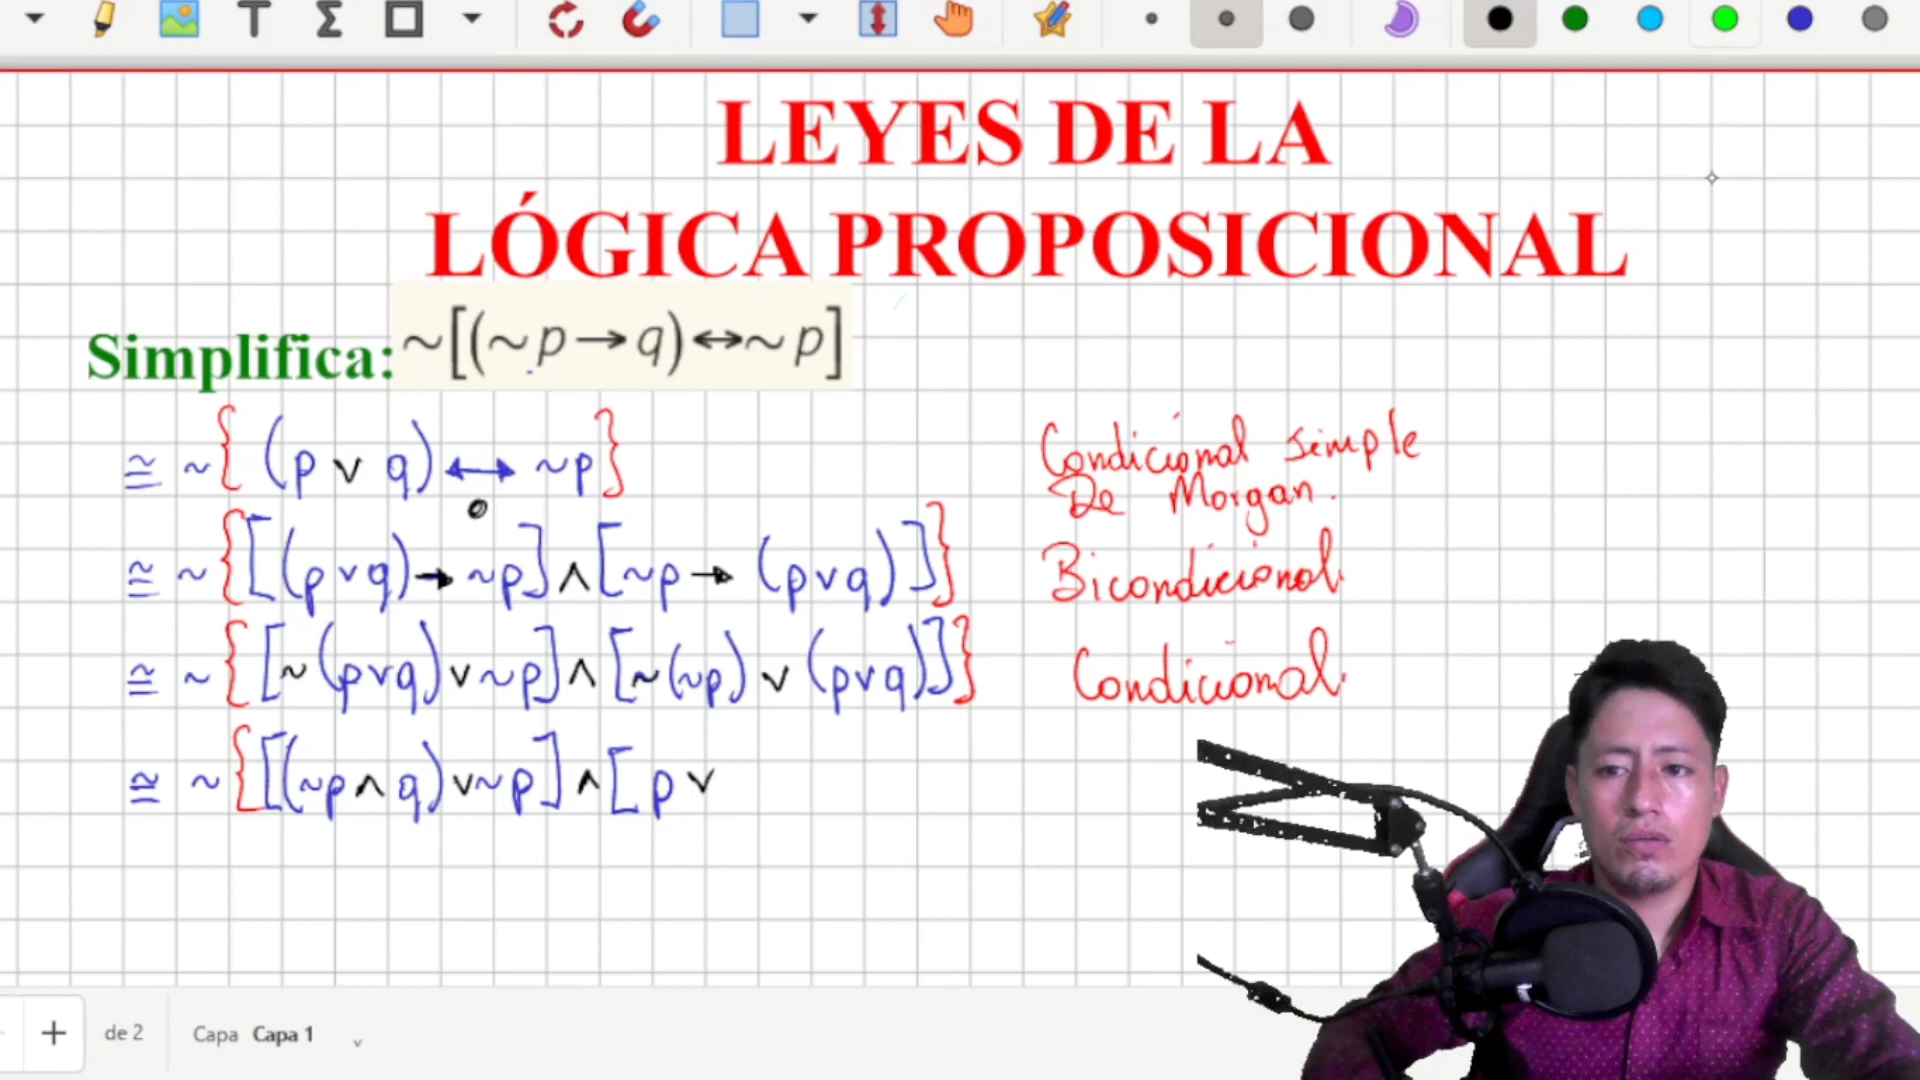 LEYES DE LA
LÓGICA PROPOSICIONAL
Simplifica: ~[(~p→q)↔~p]
≅ ~{(p ∨ q) ↔ ~p} Condicional simple
De Morgan.
≅ ~{[(p∨q)→~p]∧[~p→(p∨q)]} Bicondicional.
≅ ~{[~(p∨q)∨~p]∧[~(~p)∨(p∨q)]} Condicional.
≅ ~{[(~p∧q)∨~p]∧[p∨
de 2 Capa Capa 1